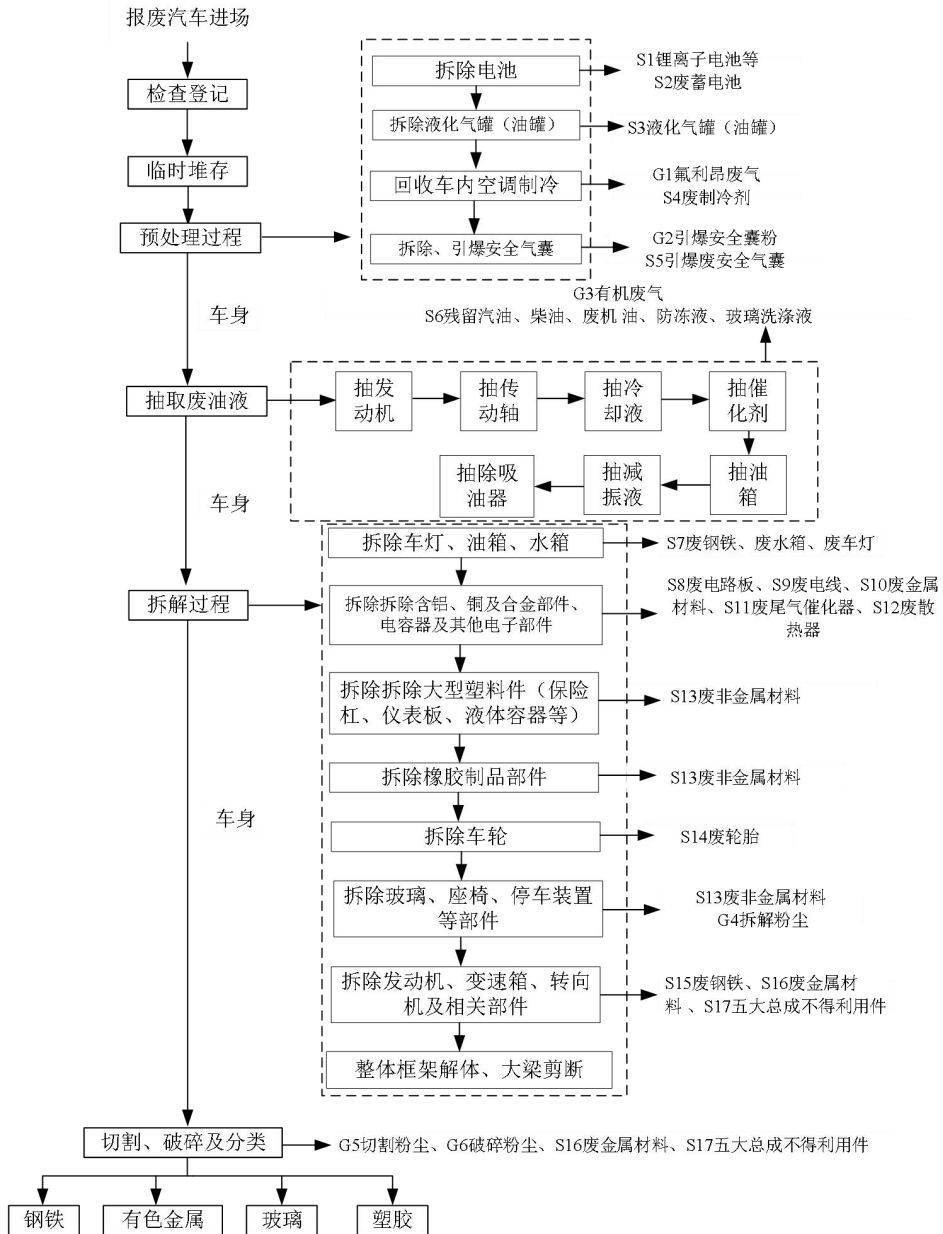 报废汽车进场
检查登记
临时堆存
预处理过程
拆除电池
S1锂离子电池等
S2废蓄电池
拆除液化气罐（油罐）
S3液化气罐（油罐）
回收车内空调制冷
G1氟利昂废气
S4废制冷剂
拆除、引爆安全气囊
G2引爆安全囊粉
S5引爆废安全气囊
车身
G3有机废气
S6残留汽油、柴油、废机 油、防冻液、玻璃洗涤液
抽取废油液
抽发
动机
抽传
动轴
抽冷
却液
抽催
化剂
抽油
箱
抽减
振液
抽除吸
油器
车身
拆解过程
拆除车灯、油箱、水箱
S7废钢铁、废水箱、废车灯
拆除拆除含铝、铜及合金部件、
电容器及其他电子部件
S8废电路板、S9废电线、S10废金属
材料、S11废尾气催化器、S12废散
热器
拆除拆除大型塑料件（保险
杠、仪表板、液体容器等）
S13废非金属材料
拆除橡胶制品部件
S13废非金属材料
车身
拆除车轮
S14废轮胎
拆除玻璃、座椅、停车装置
等部件
S13废非金属材料
G4拆解粉尘
拆除发动机、变速箱、转向
机及相关部件
S15废钢铁、S16废金属材
料 、S17五大总成不得利用件
整体框架解体、大梁剪断
切割、破碎及分类
G5切割粉尘、G6破碎粉尘、S16废金属材料、S17五大总成不得利用件
钢铁
有色金属
玻璃
塑胶